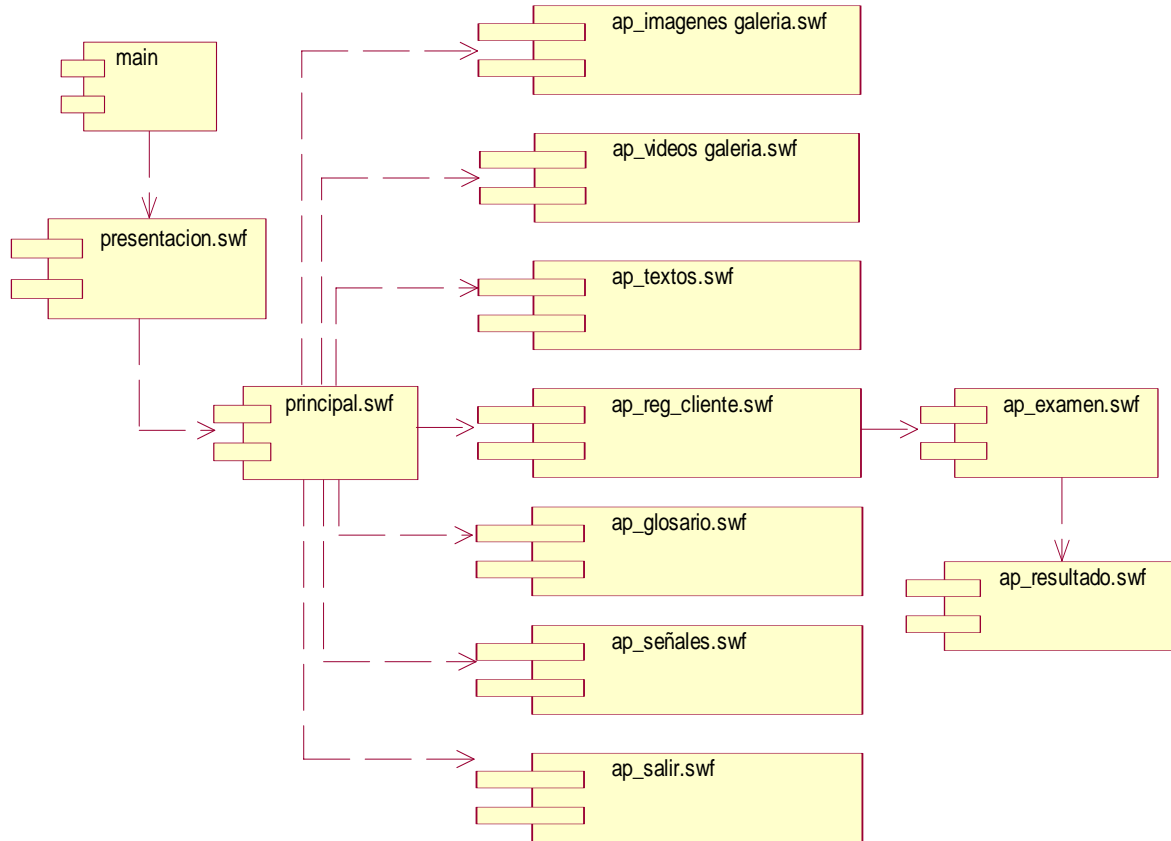 main
presentacion.swf
principal.swf
ap_imagenes galeria.swf
ap_videos galeria.swf
ap_textos.swf
ap_reg_cliente.swf
ap_examen.swf
ap_glosario.swf
ap_resultado.swf
ap_señales.swf
ap_salir.swf